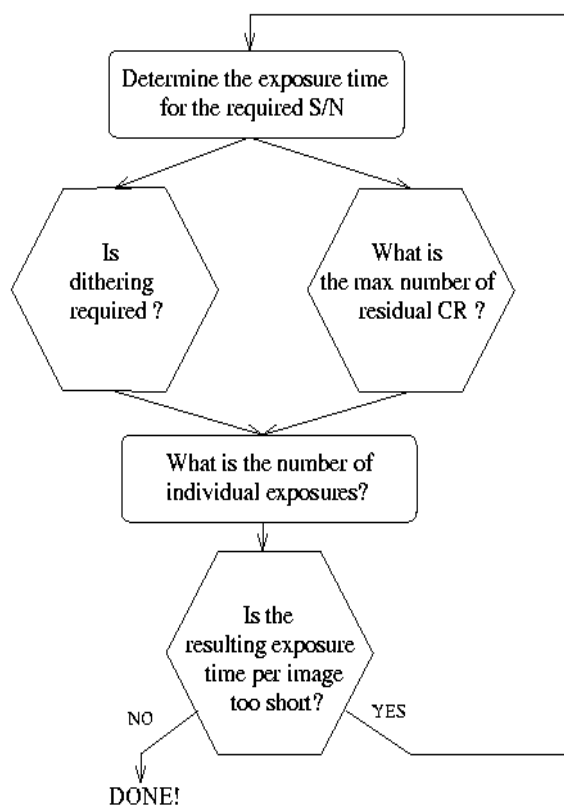 Determine the exposure time
for the required S/N
Is
dithering
required ?
What is
the max number of
residual CR ?
What is the number of
individual exposures?
Is the
resulting exposure
time per image
too short?
NO
YES
DONE!